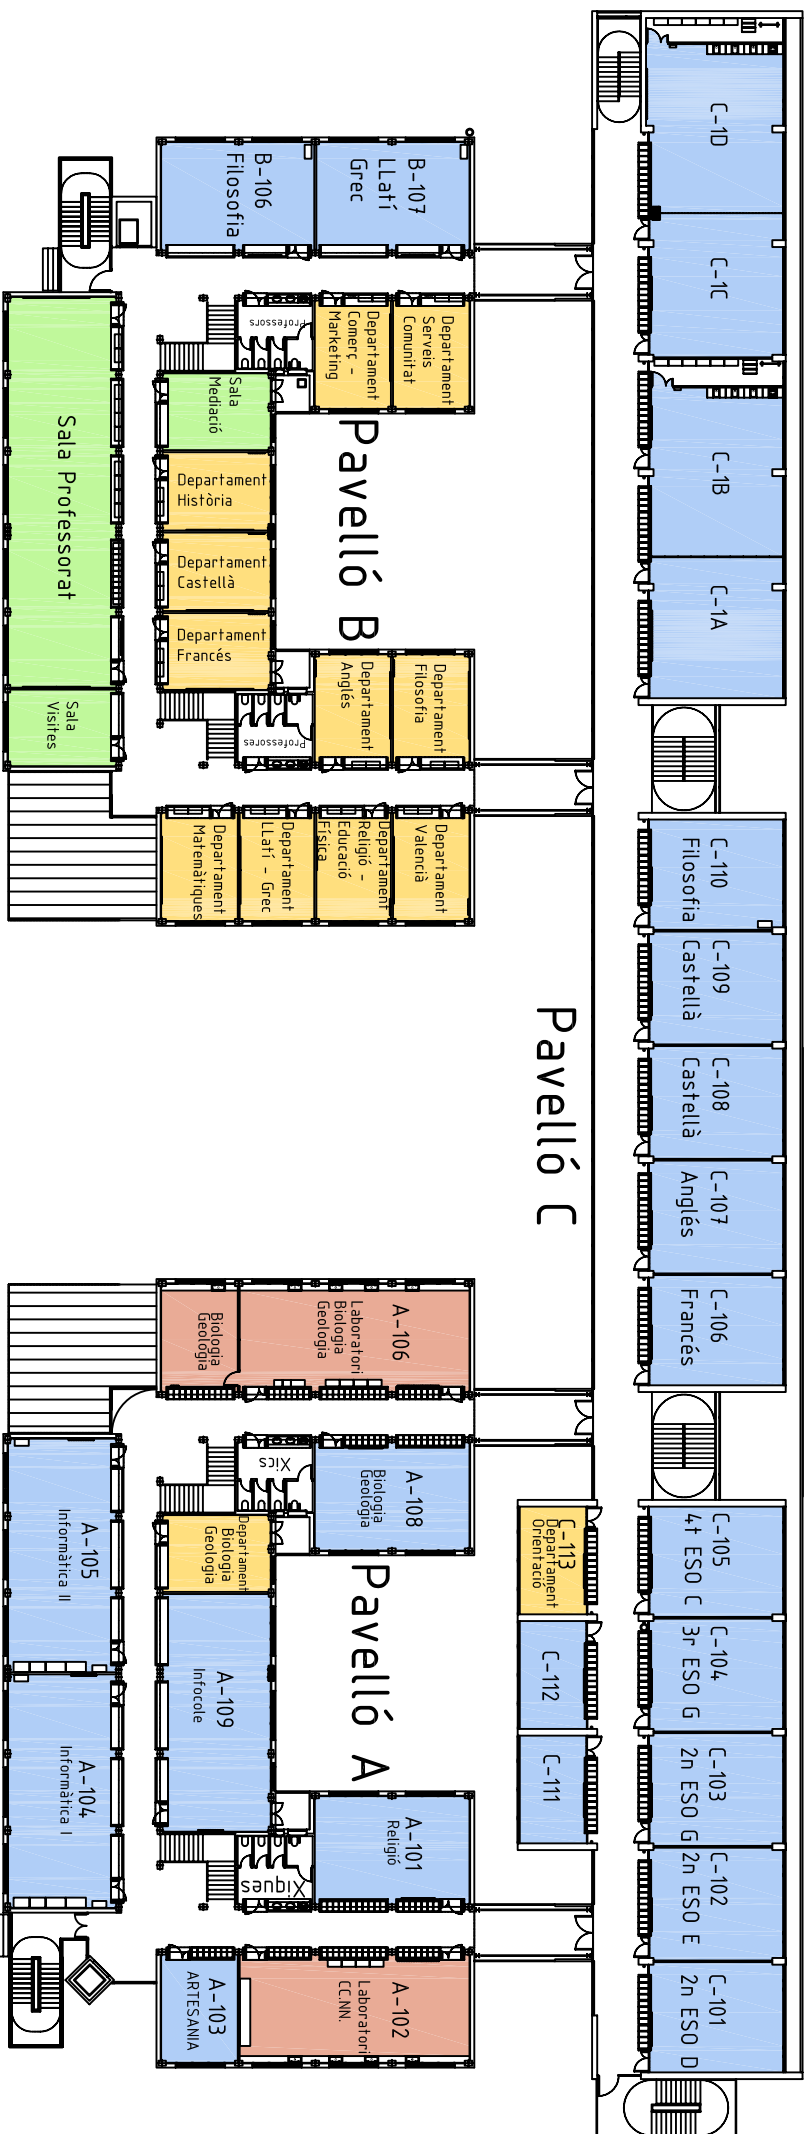 C-1D
C-1C
C-1B
C-1A
B-106
Filosofia
B-107
LLatí
Grec
Professors
Departament
Comerç -
Marketing
Departament
Serveis
Comunitat
Sala
Mediació
Departament
Història
Departament
Castellà
Departament
Francés
Sala Professorat
Sala
Visites
Pavelló B
Departament
Anglés
Departament
Filosofia
Professores
Departament
Matemàtiques
Departament
LLatí - Grec
Departament
Religió -
Educació
Física
Departament
Valencià
C-110
Filosofia
C-109
Castellà
C-108
Castellà
C-107
Anglés
C-106
Francés
Pavelló C
Biologia
Geologia
A-106
Laboratori
Biologia
Geologia
Xics
A-108
Biologia
Geologia
A-105
Informàtica II
Departament
Biologia
Geologia
A-109
Infocole
Pavelló A
A-104
Informàtica I
A-101
Religió
Xiques
A-103
ARTESANIA
A-102
Laboratori
CC.NN.
C-113
Departament
Orientació
C-112
C-111
C-105
4t ESO C
C-104
3r ESO G
C-103
2n ESO G
C-102
2n ESO E
C-101
2n ESO D